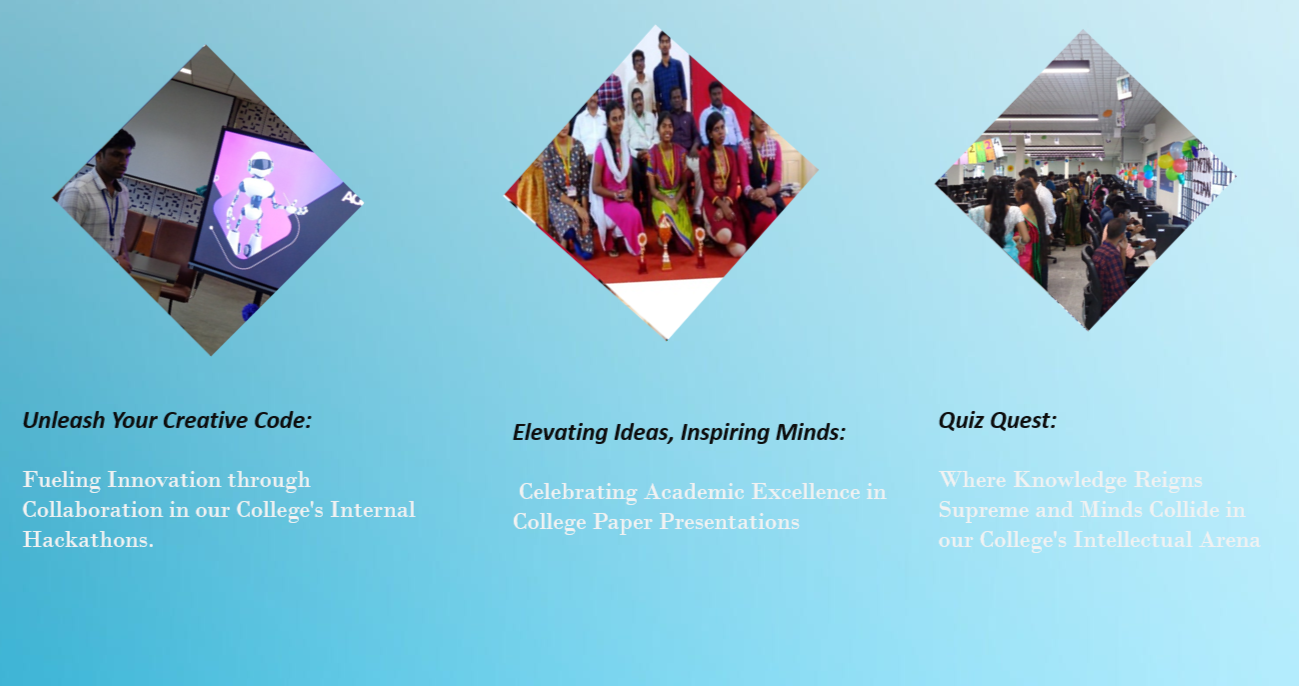 Unleash Your Creative Code:
Fueling Innovation through
Collaboration in our College's Internal
Hackathons.
Elevating Ideas, Inspiring Minds:
Celebrating Academic Excellence in
College Paper Presentations
Quiz Quest:
Where Knowledge Reigns
Supreme and Minds Collide in
our College's Intellectual Arena